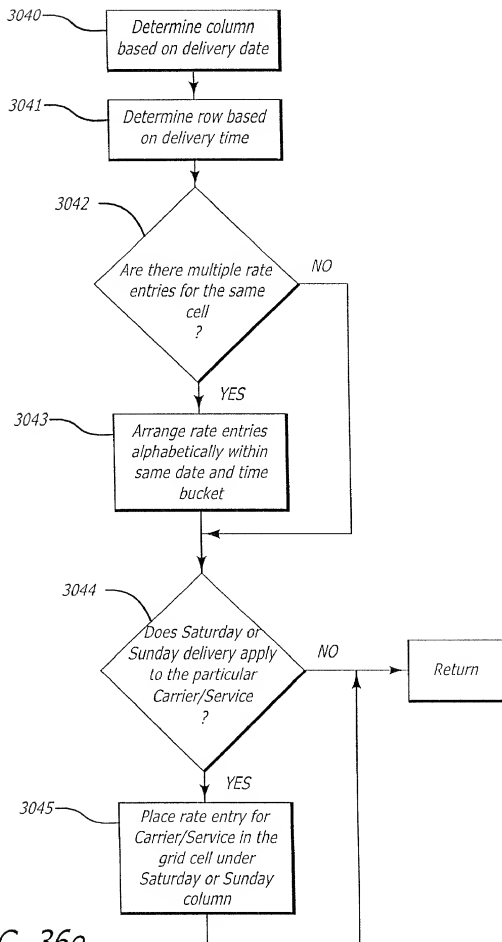 3040
Determine column
based on delivery date
3041
Determine row based
on delivery time
3042
Are there multiple rate
entries for the same
cell
?
NO
YES
3043
Arrange rate entries
alphabetically within
same date and time
bucket
3044
Does Saturday or
Sunday delivery apply
to the particular
Carrier/Service
?
NO
Return
YES
3045
Place rate entry for
Carrier/Service in the
grid cell under
Saturday or Sunday
column